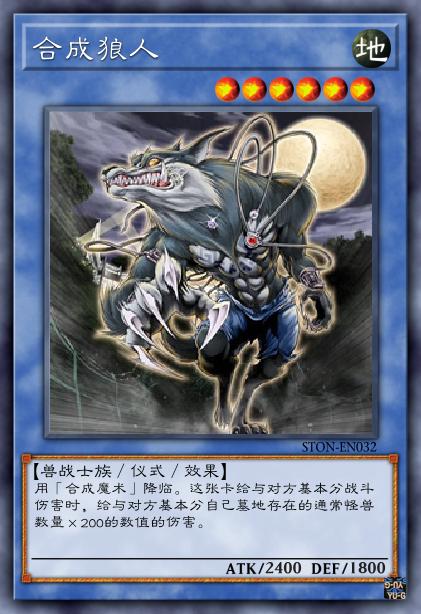 合成狼人
地
STON-EN032
【兽战士族/仪式/效果】
用「合成魔术」降临。这张卡给与对方基本分战斗
伤害时，给与对方基本分自己墓地存在的通常怪兽
数量×200的数值的伤害。
ATK/2400 DEF/1800